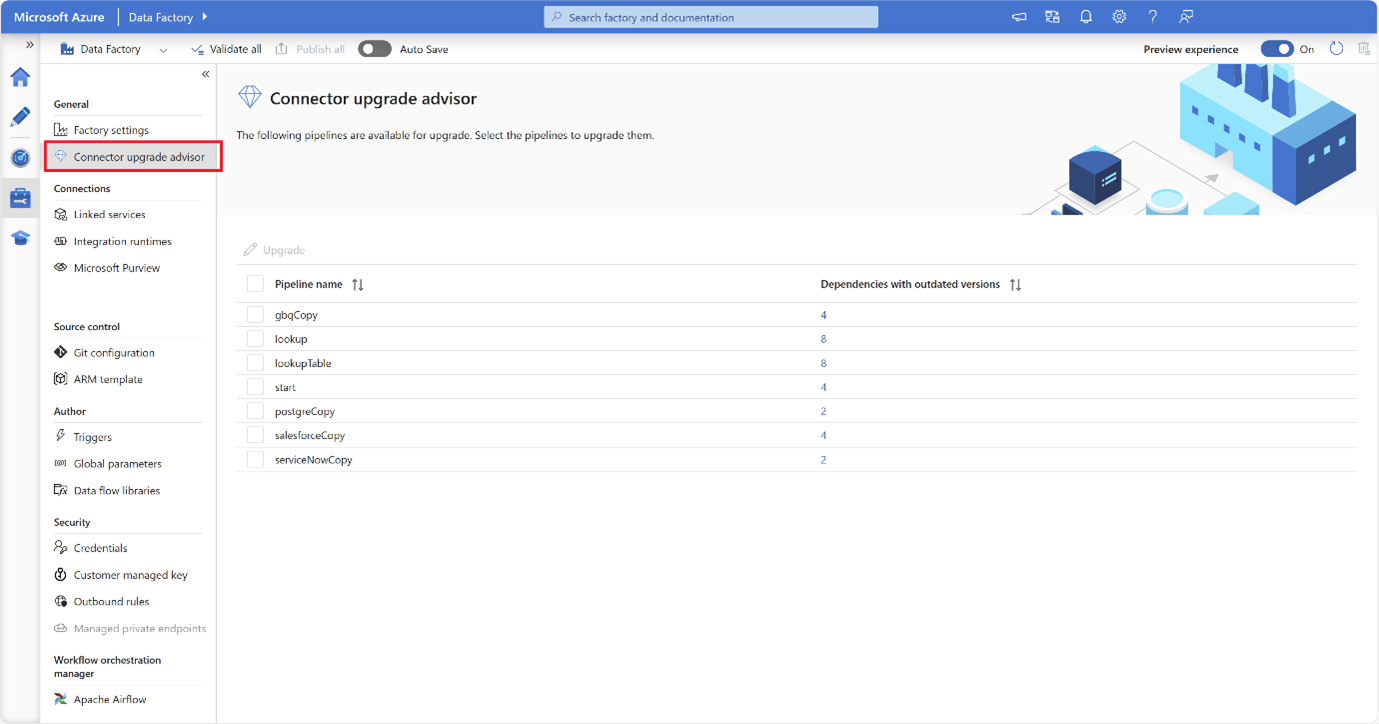 Microsoft Azure
Data Factory
Search factory and documentation
Data Factory
Validate all
Publish all
Auto Save
Preview experience
On
General
Factory settings
Connector upgrade advisor
Connections
Linked services
Integration runtimes
Microsoft Purview
Source control
Git configuration
ARM template
Author
Triggers
Global parameters
Data flow libraries
Security
Credentials
Customer managed key
Outbound rules
Managed private endpoints
Workflow orchestration
manager
Apache Airflow
Connector upgrade advisor
The following pipelines are available for upgrade. Select the pipelines to upgrade them.
Upgrade
Pipeline name Dependencies with outdated versions
gbqCopy 4
lookup 8
lookupTable 8
start 4
postgreCopy 2
salesforceCopy 4
serviceNowCopy 2